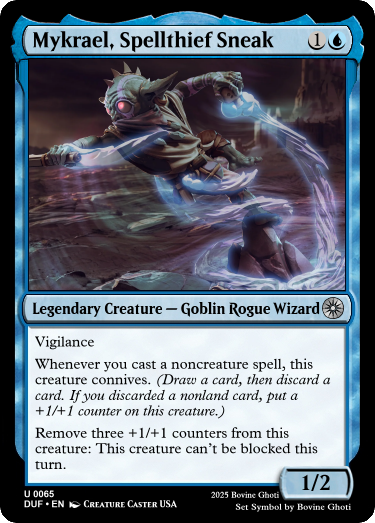 Mykrael, Spellthief Sneak 1
Legendary Creature — Goblin Rogue Wizard
Vigilance
Whenever you cast a noncreature spell, this
creature connives. (Draw a card, then discard a
card. If you discarded a nonland card, put a
+1/+1 counter on this creature.)
Remove three +1/+1 counters from this
creature: This creature can't be blocked this
turn.
1/2
U 0065
2025 Bovine Ghoti
DUF • EN Creature Caster USA
Set Symbol by Bovine Ghoti